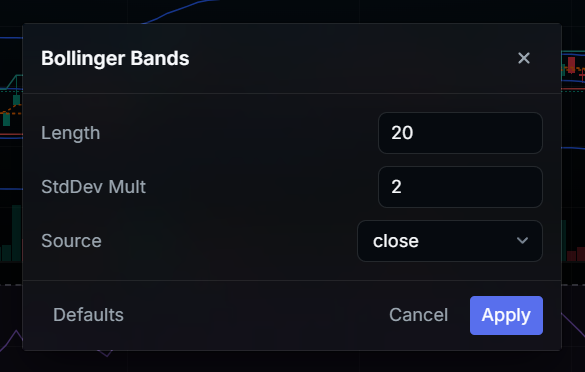 Bollinger Bands
Length 20
StdDev Mult 2
Source close
Defaults Cancel Apply